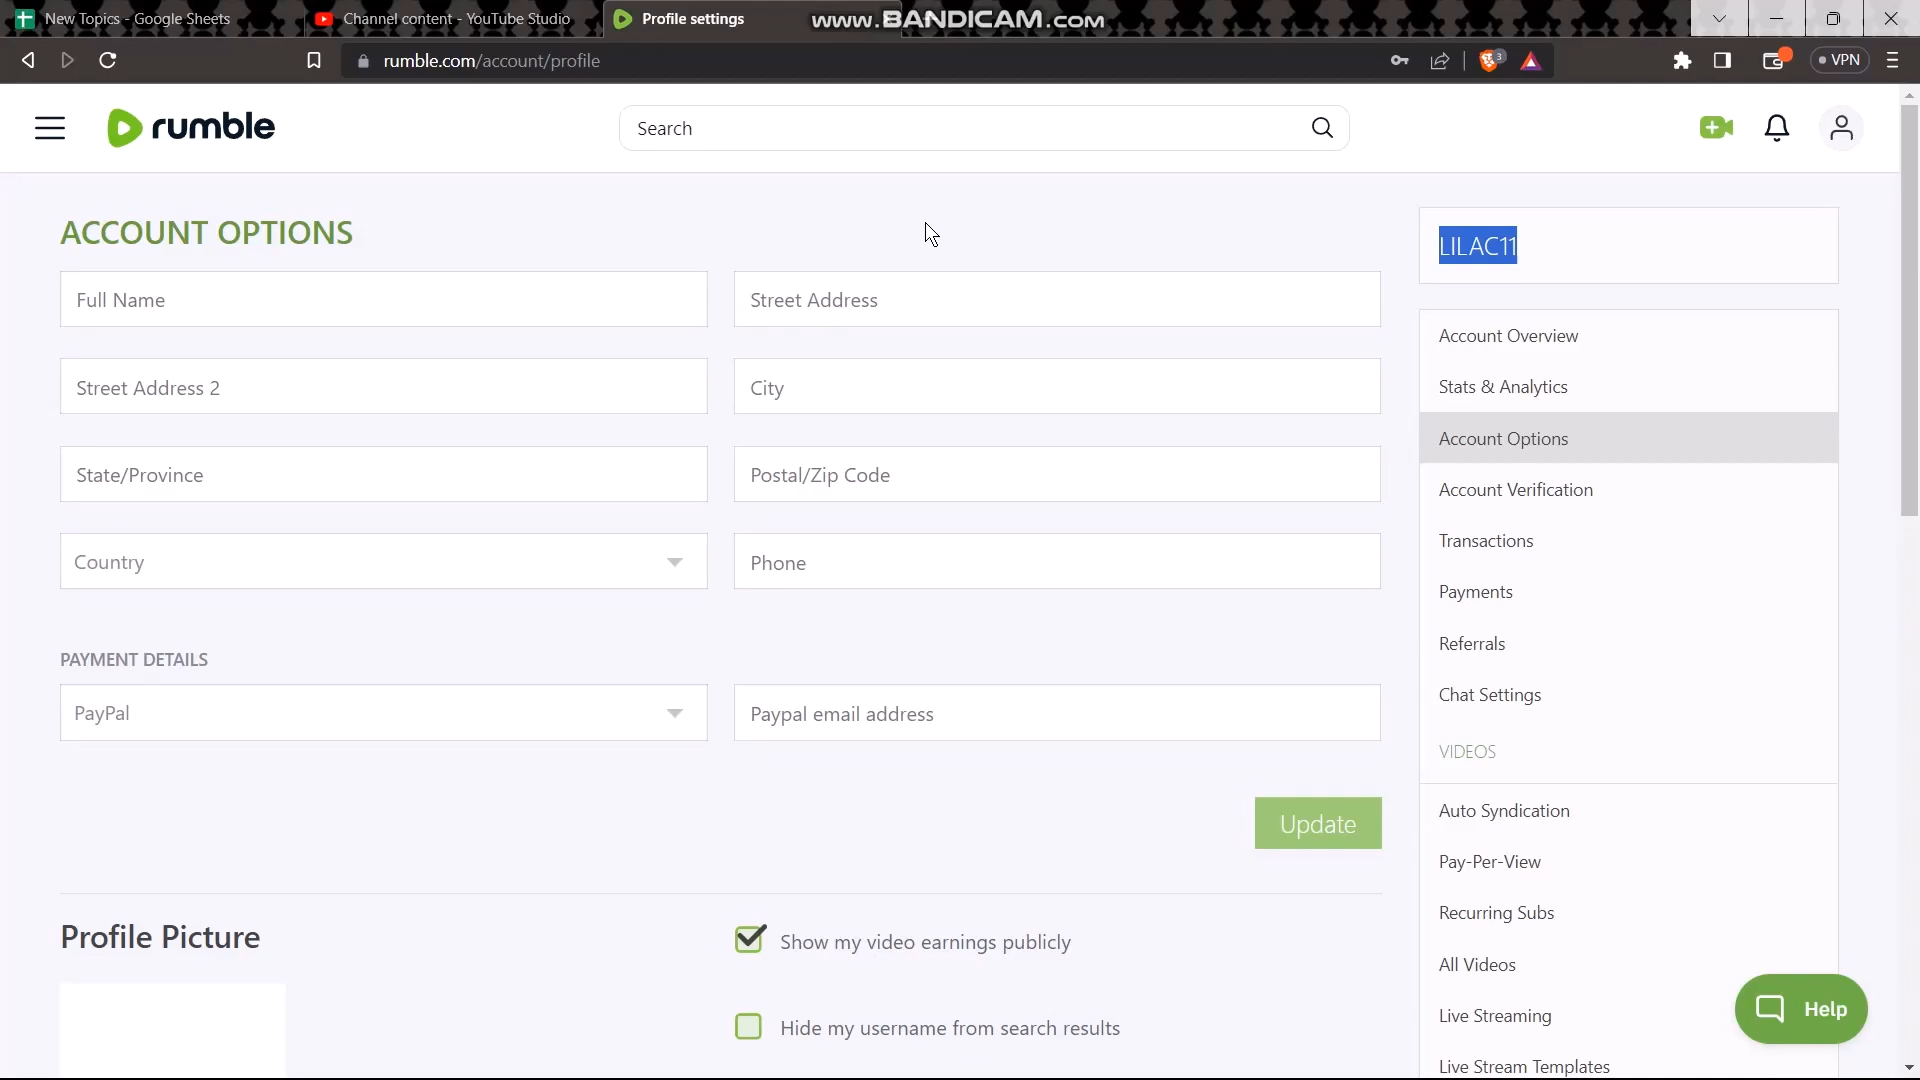 New Topics - Google Sheets
Channel content - YouTube Studio
Profile settings
www.BANDICAM.com
rumble.com/account/profile
3
VPN
rumble
Search
ACCOUNT OPTIONS
LILAC11
Full Name
Street Address
Account Overview
Street Address 2
City
Stats & Analytics
Account Options
State/Province
Postal/Zip Code
Account Verification
Transactions
Country
Phone
Payments
Referrals
PAYMENT DETAILS
Chat Settings
PayPal
Paypal email address
VIDEOS
Auto Syndication
Update
Pay-Per-View
Recurring Subs
Profile Picture
Show my video earnings publicly
All Videos
Help
Live Streaming
Hide my username from search results
Live Stream Templates